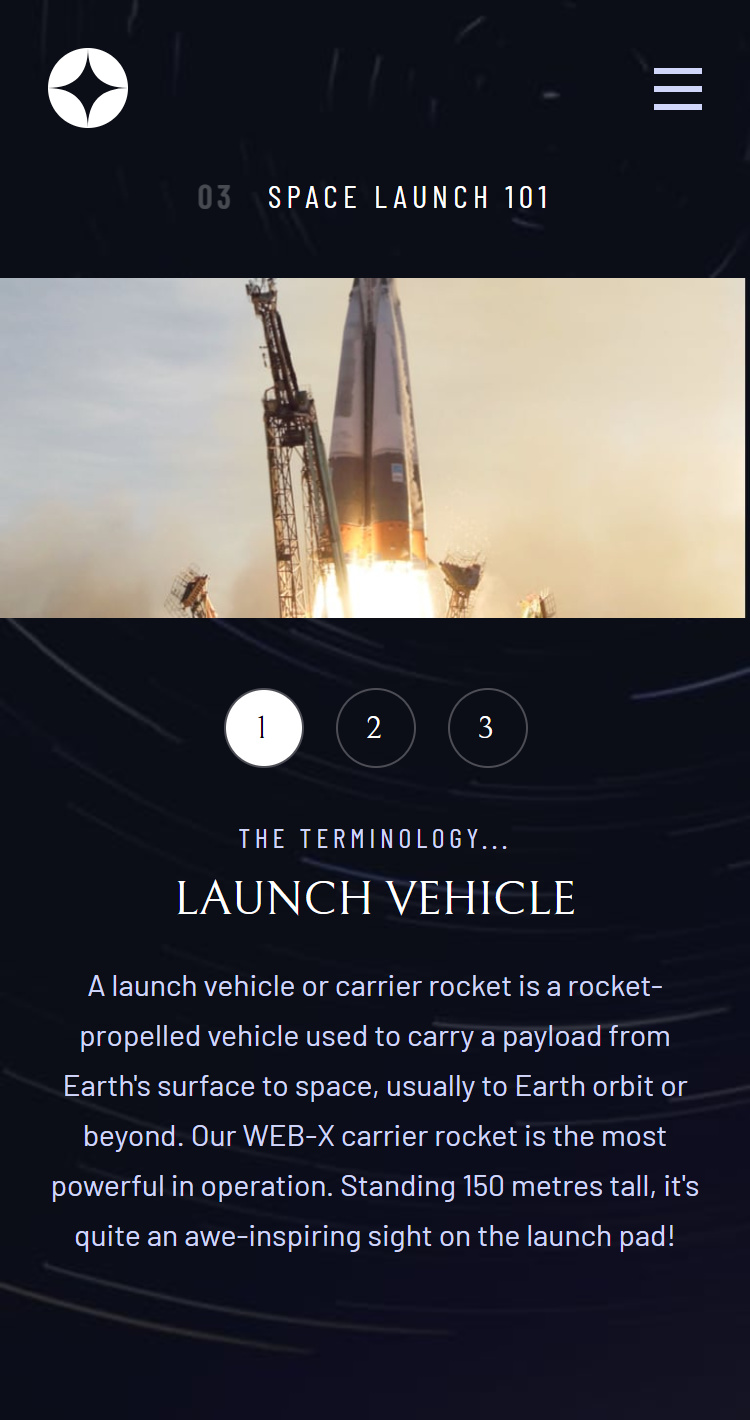 03 SPACE LAUNCH 101
1 2 3
THE TERMINOLOGY...
LAUNCH VEHICLE
A launch vehicle or carrier rocket is a rocket-
propelled vehicle used to carry a payload from
Earth's surface to space, usually to Earth orbit or
beyond. Our WEB-X carrier rocket is the most
powerful in operation. Standing 150 metres tall, it's
quite an awe-inspiring sight on the launch pad!